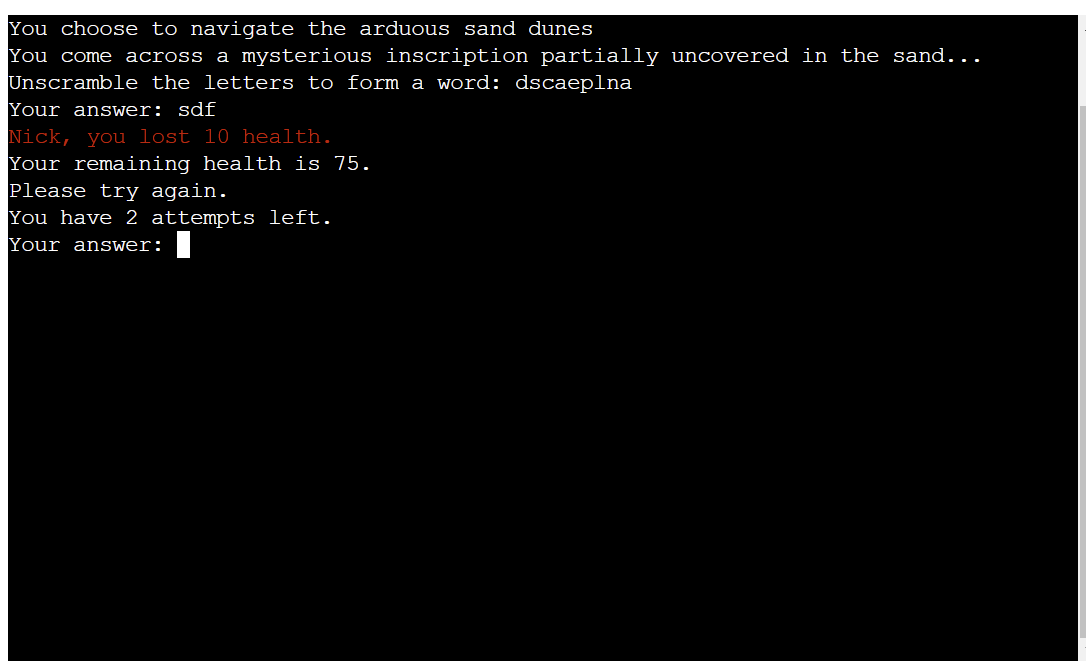 You choose to navigate the arduous sand dunes
You come across a mysterious inscription partially uncovered in the sand...
Unscramble the letters to form a word: dscaeplna
Your answer: sdf
Nick, you lost 10 health.
Your remaining health is 75.
Please try again.
You have 2 attempts left.
Your answer: